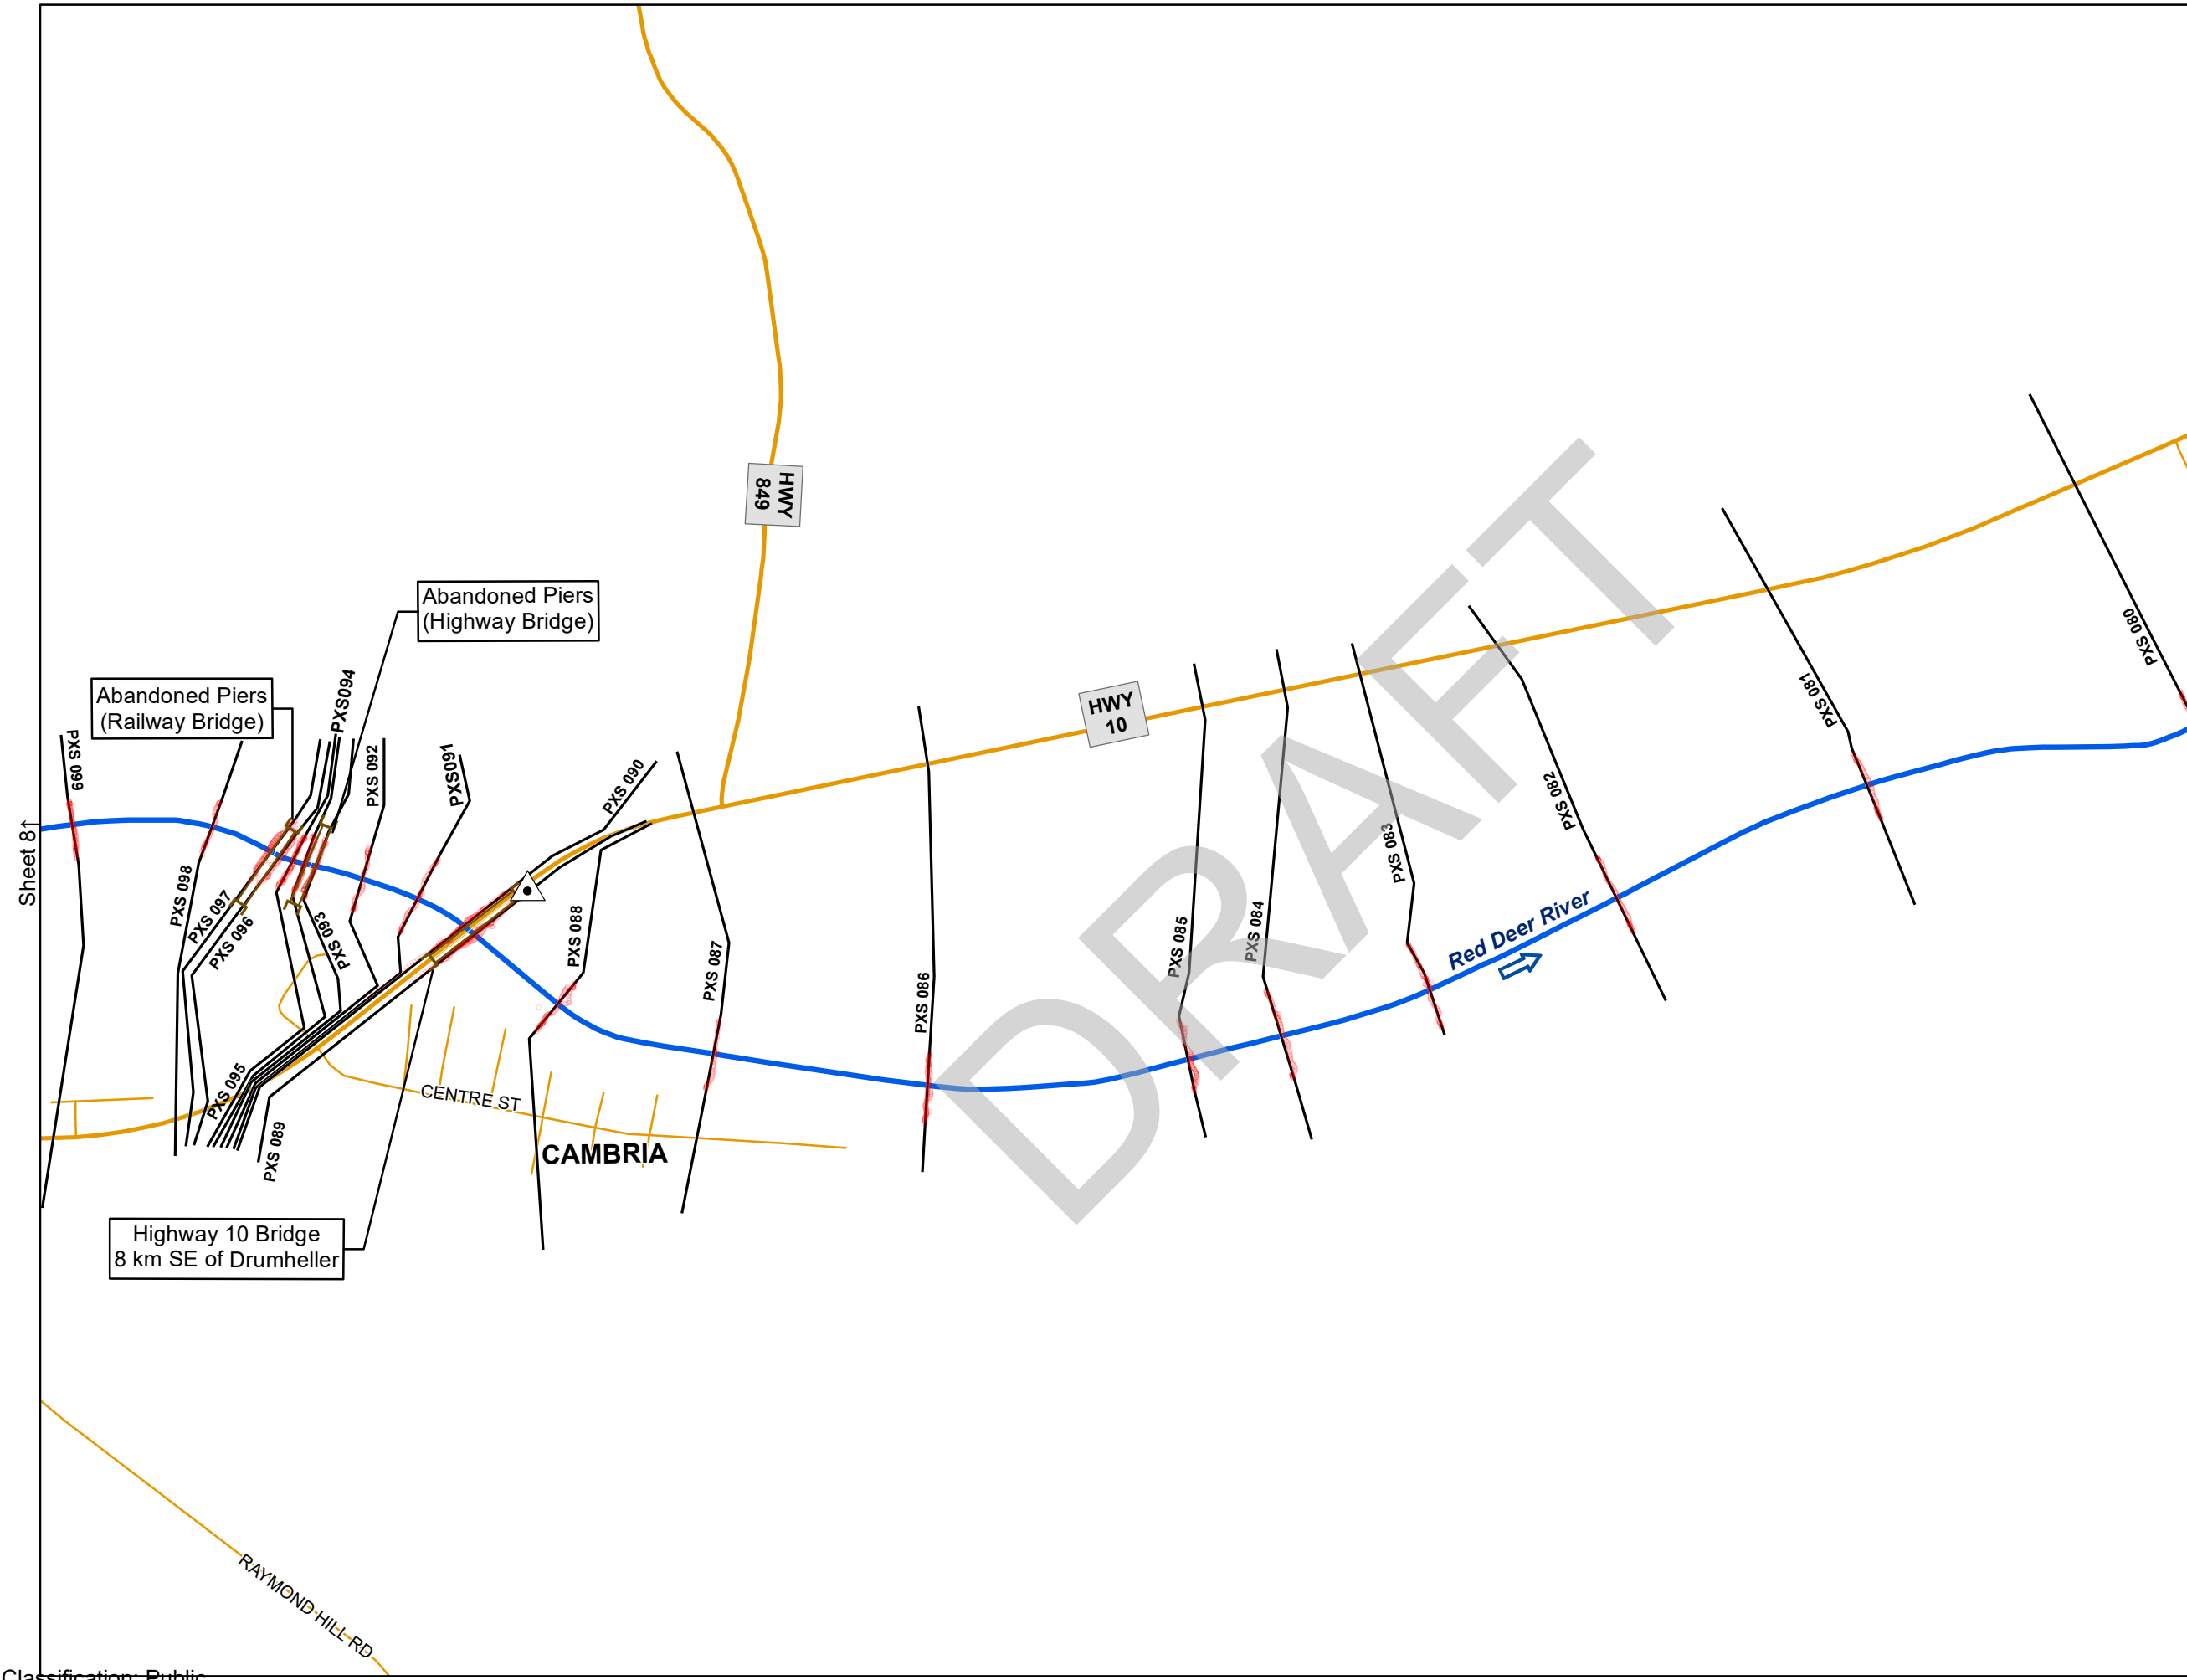 HWY
849
Abandoned Piers
(Highway Bridge)
Abandoned Piers
(Railway Bridge)
PXS094
PXS 099
PXS 092
PXS091
PXS 090
HWY
10
PXS 080
PXS 081
PXS 082
PXS 083
Sheet 8↑
PXS 098
PXS 097
PXS 096
PXS 093
PXS 088
PXS 087
PXS 086
PXS 085
PXS 084
Red Deer River
DRAFT
PXS 095
PXS 089
CENTRE ST
CAMBRIA
Highway 10 Bridge
8 km SE of Drumheller
RAYMOND HILL RD
Classification: Public